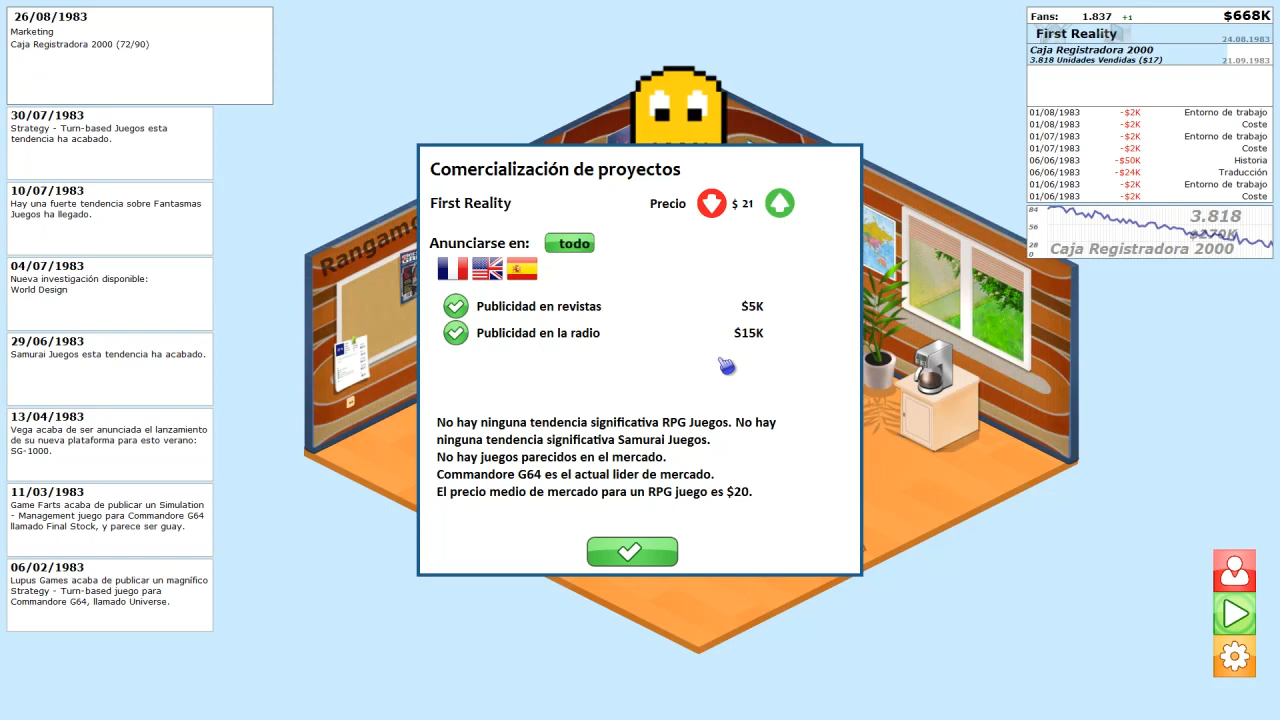 26/08/1983
Marketing
Caja Registradora 2000 (72/90)
30/07/1983
Strategy - Turn-based Juegos esta
tendencia ha acabado.
10/07/1983
Hay una fuerte tendencia sobre Fantasmas
Juegos ha llegado.
04/07/1983
Nueva investigación disponible:
World Design
29/06/1983
Samurai Juegos esta tendencia ha acabado.
13/04/1983
Vega acaba de ser anunciada el lanzamiento
de su nueva plataforma para esto verano:
SG-1000.
11/03/1983
Game Farts acaba de publicar un Simulation
- Management juego para Commandore G64
llamado Final Stock, y parece ser guay.
06/02/1983
Lupus Games acaba de publicar un magnífico
Strategy - Turn-based juego para
Commandore G64, llamado Universe.
Rangamo
Comercialización de proyectos
First Reality
Precio $ 21
Anunciarse en: todo
Publicidad en revistas $5K
Publicidad en la radio $15K
No hay ninguna tendencia significativa RPG Juegos. No hay
ninguna tendencia significativa Samurai Juegos.
No hay juegos parecidos en el mercado.
Commandore G64 es el actual lider de mercado.
El precio medio de mercado para un RPG juego es $20.
Fans: 1.837 +1 $668K
First Reality 24.08.1983
Caja Registradora 2000
3.818 Unidades Vendidas ($17) 21.09.1983
01/08/1983 -$2K Entorno de trabajo
01/08/1983 -$2K Coste
01/07/1983 -$2K Entorno de trabajo
01/07/1983 -$2K Coste
06/06/1983 -$50K Historia
06/06/1983 -$24K Traducción
01/06/1983 -$2K Entorno de trabajo
01/06/1983 -$2K Coste
84
56
28
0
3.818
Caja Registradora 2000